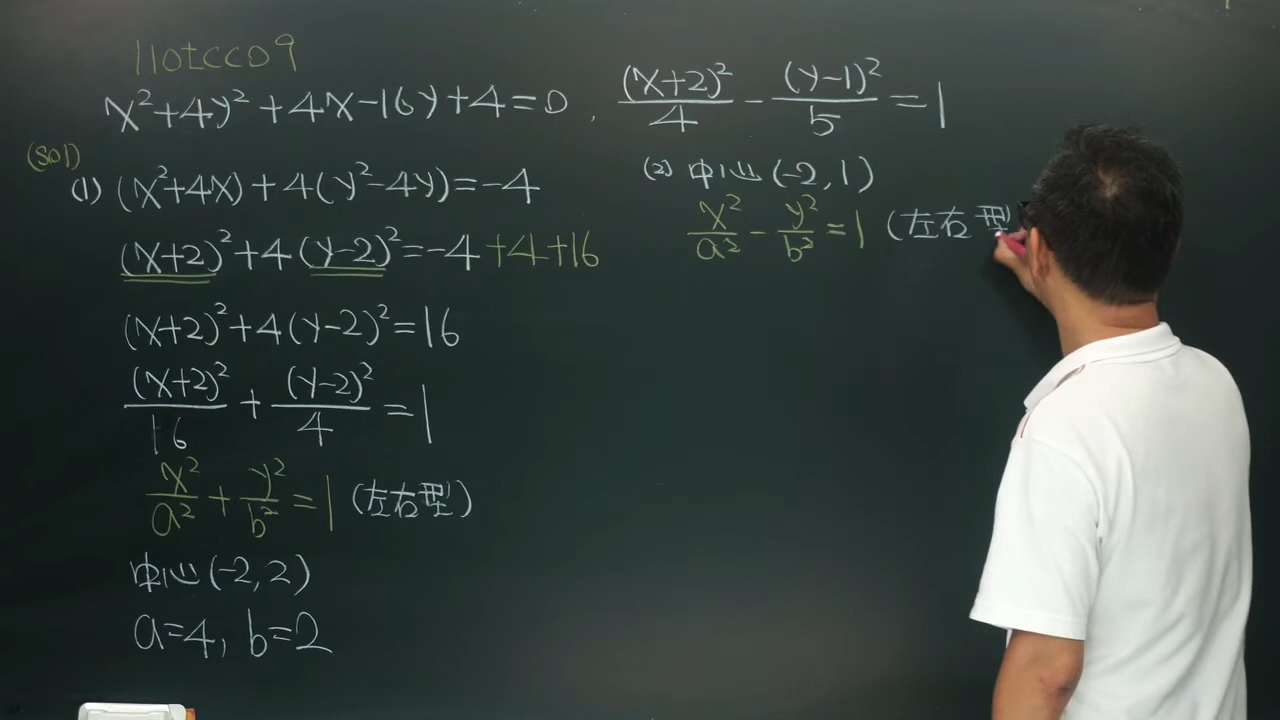 110tcc09
x²+4y²+4x-16y+4=0, (x+2)²/4 - (y-1)²/5 =1
(sol)
(1) (x²+4x)+4(y²-4y)=-4
(x+2)²+4(y-2)²=-4+4+16
(x+2)²+4(y-2)²=16
(x+2)²/16 + (y-2)²/4 =1
x²/a² + y²/b² =1 (左右型)
中心(-2,2)
a=4, b=2
(2) 中心(-2,1)
x²/a² - y²/b² =1 (左右型